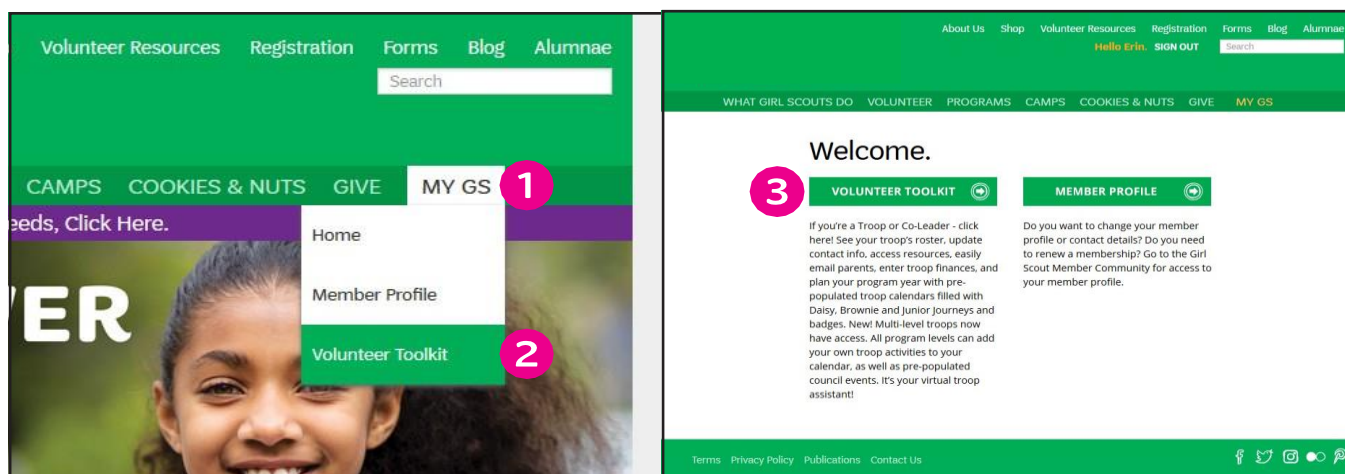 Volunteer Resources Registration Forms Blog Alumnae
Search
CAMPS COOKIES & NUTS GIVE MY GS 1
eeds, Click Here.
Home
Member Profile
Volunteer Toolkit 2
ER
About Us Shop Volunteer Resources Registration Forms Blog Alumnae
Hello Erin. SIGN OUT Search
WHAT GIRL SCOUTS DO VOLUNTEER PROGRAMS CAMPS COOKIES & NUTS GIVE MY GS
Welcome.
3 VOLUNTEER TOOLKIT
If you're a Troop or Co-Leader - click
here! See your troop's roster, update
contact info, access resources, easily
email parents, enter troop finances, and
plan your program year with pre-
populated troop calendars filled with
Daisy, Brownie and Junior Journeys and
badges. New! Multi-level troops now
have access. All program levels can add
your own troop activities to your
calendar, as well as pre-populated
council events. It's your virtual troop
assistant!
MEMBER PROFILE
Do you want to change your member
profile or contact details? Do you need
to renew a membership? Go to the Girl
Scout Member Community for access to
your member profile.
Terms Privacy Policy Publications Contact Us